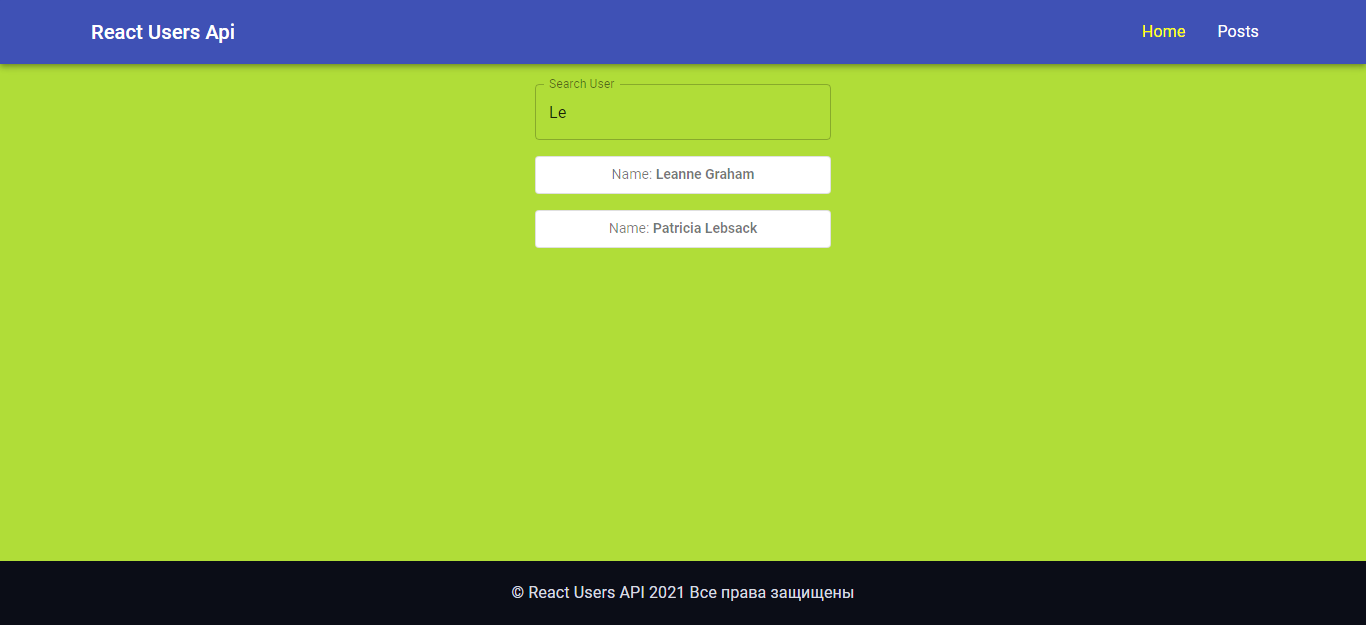 React Users Api
Home Posts
Search User
Le
Name: Leanne Graham
Name: Patricia Lebsack
© React Users API 2021 Все права защищены